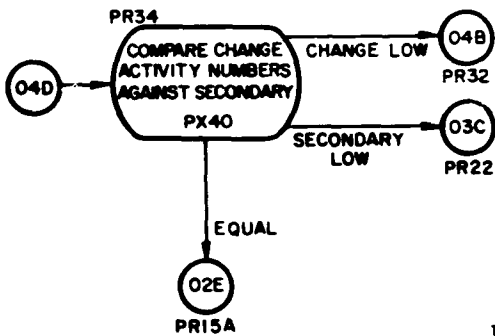 PR34
COMPARE CHANGE
ACTIVITY NUMBERS
AGAINST SECONDARY
PX40
04D
CHANGE LOW
04B
PR32
SECONDARY
LOW
03C
PR22
EQUAL
02E
PR15A